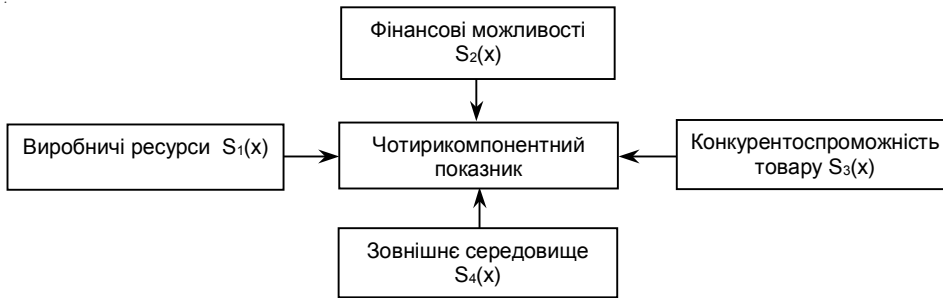 Фінансові можливості
S₂(x)
Виробничі ресурси S₁(x)
Чотирикомпонентний
показник
Конкурентоспроможність
товару S₃(x)
Зовнішнє середовище
S₄(x)